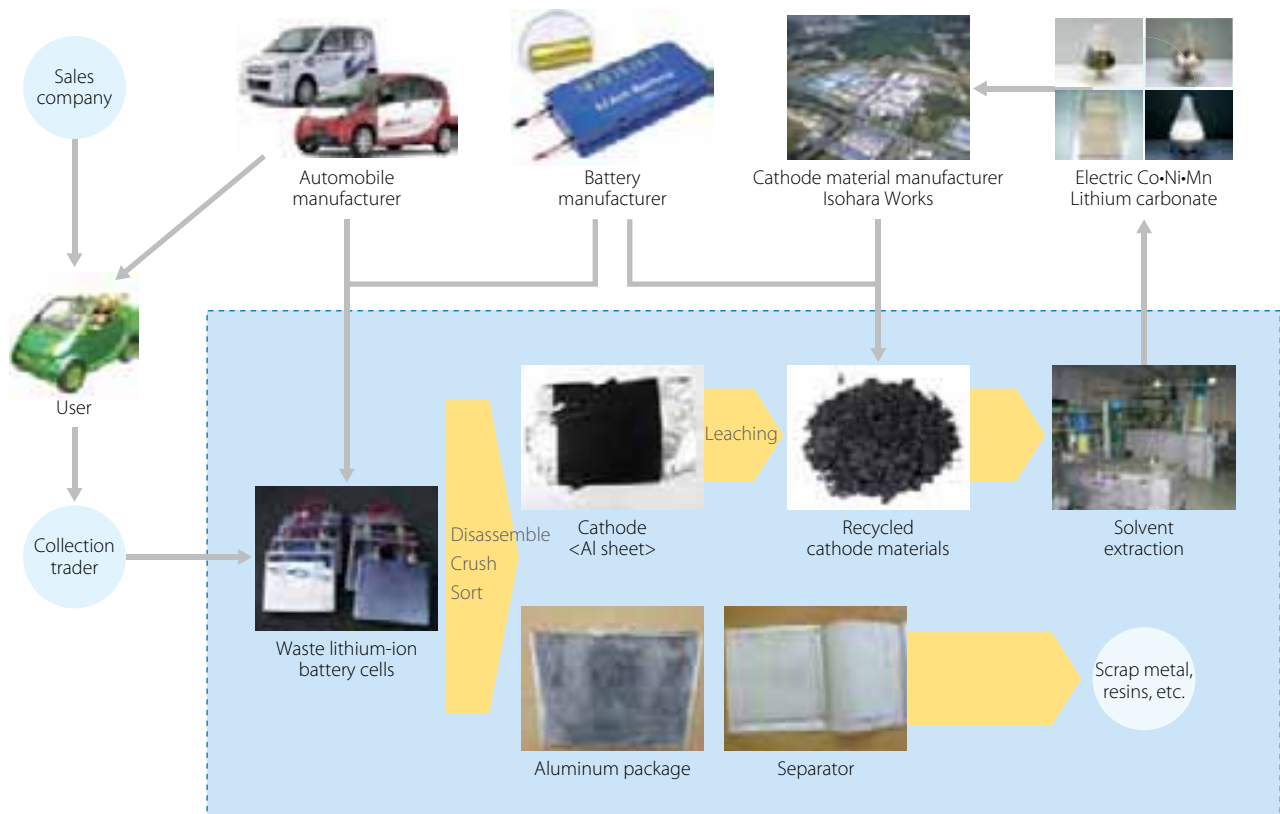 Sales
company
Automobile
manufacturer
Battery
manufacturer
Cathode material manufacturer
Isohara Works
Electric Co•Ni•Mn
Lithium carbonate
User
Collection
trader
Waste lithium-ion
battery cells
Disassemble
Crush
Sort
Cathode
<Al sheet>
Leaching
Recycled
cathode materials
Solvent
extraction
Aluminum package
Separator
Scrap metal,
resins, etc.